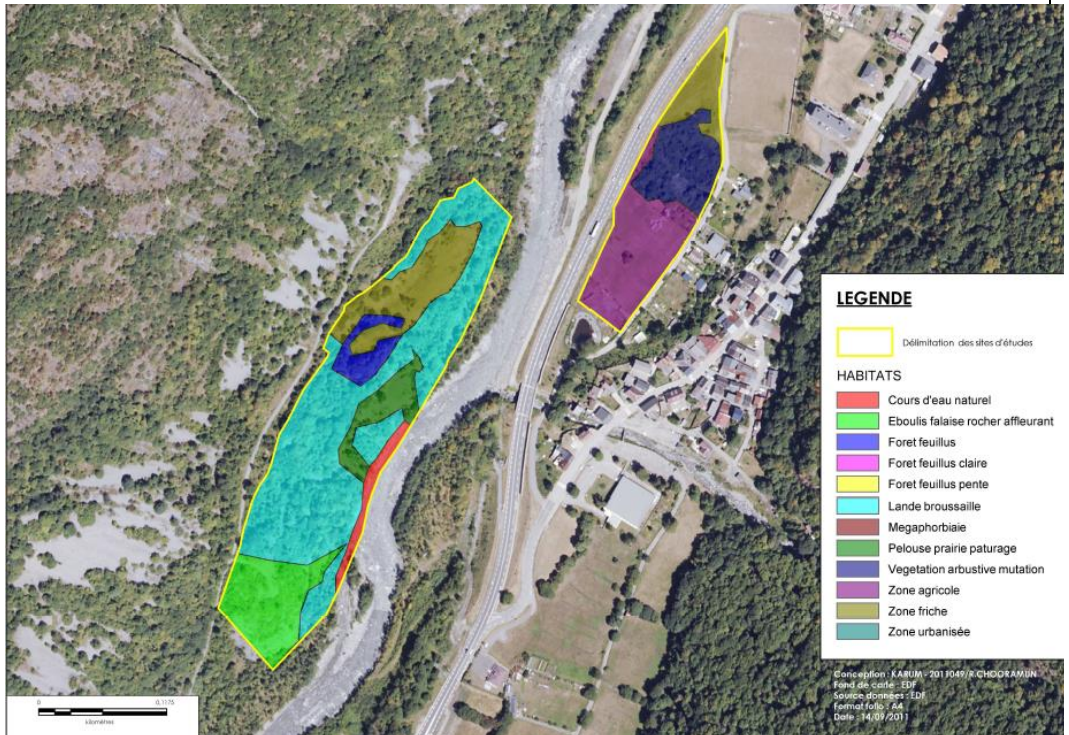 LEGENDE
Délimitation des sites d'études
HABITATS
Cours d'eau naturel
Eboulis falaise rocher affleurant
Foret feuillus
Foret feuillus claire
Foret feuillus pente
Lande broussaille
Megaphorbiaie
Pelouse prairie paturage
Vegetation arbustive mutation
Zone agricole
Zone friche
Zone urbanisée
Conception : KARUM - 2011049/R.CHOORAMUN
Fond de carte : EDF
Source données : EDF
Format folio : A4
Date : 14/09/2011
0 0,1175
kilomètres